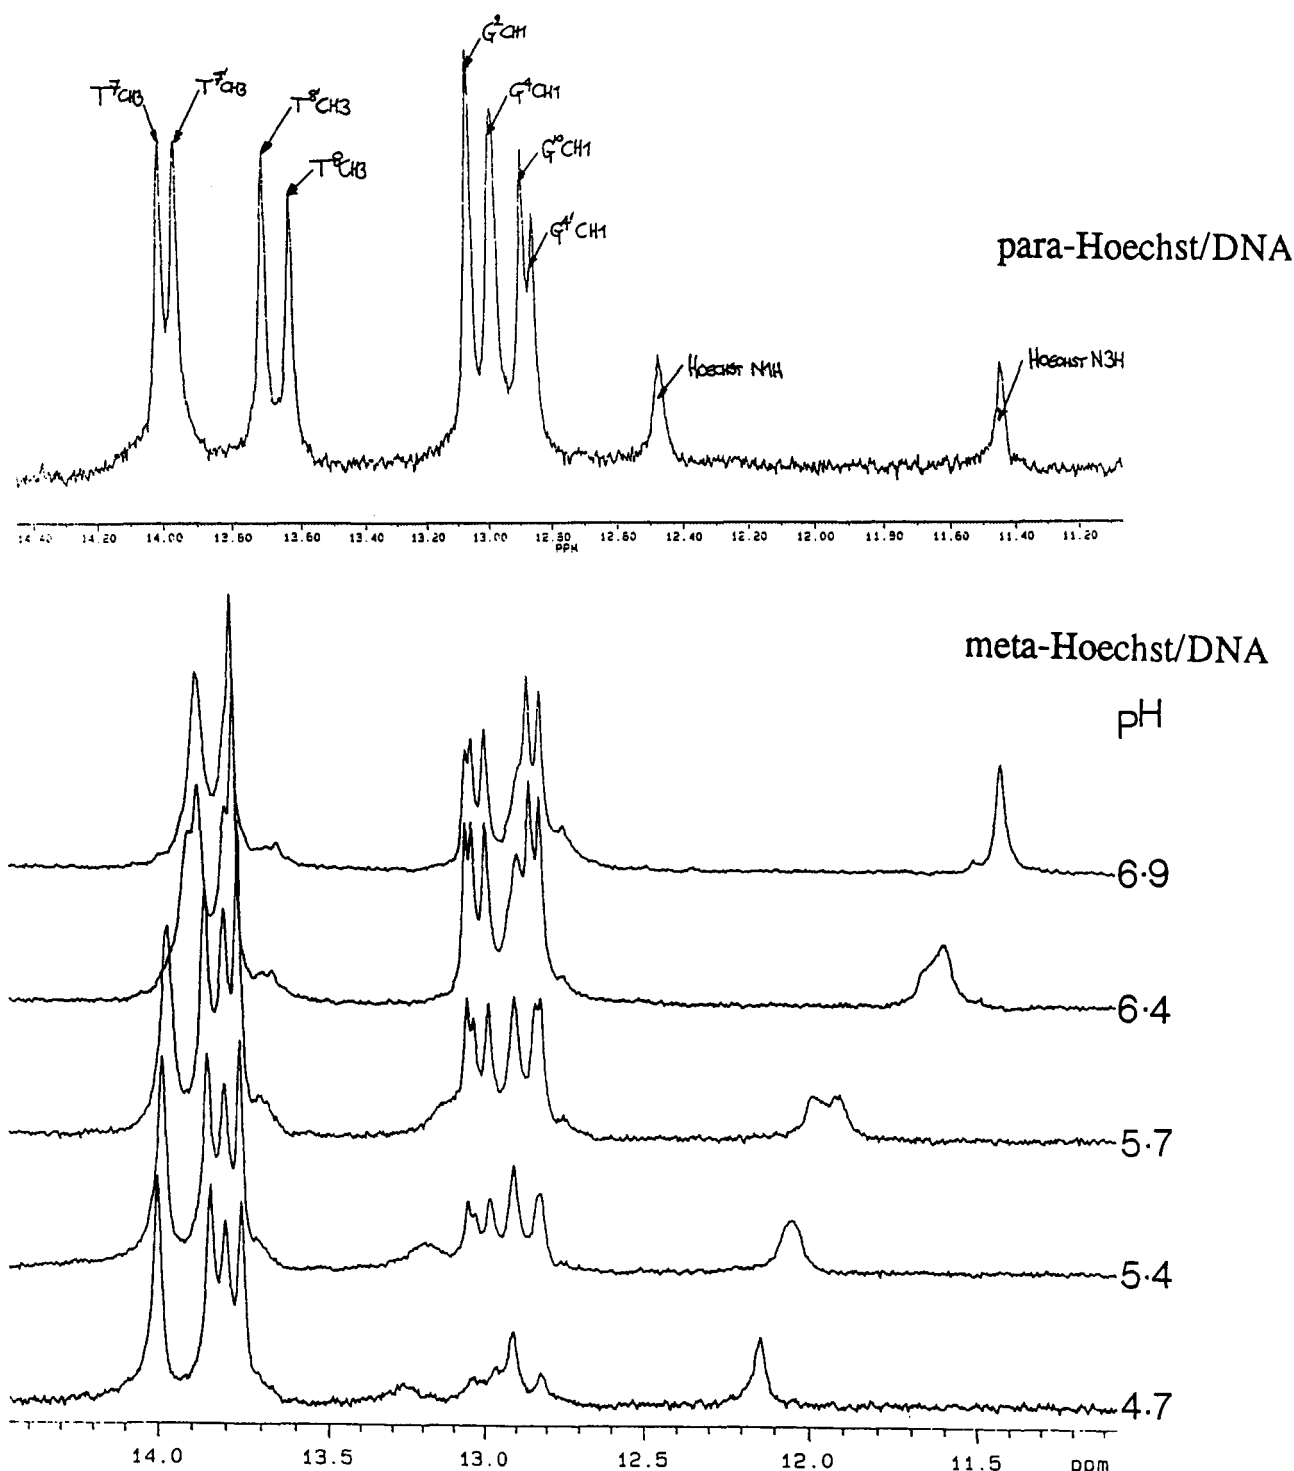 G²CH1
T⁷CH3
T⁷'CH3
T⁸'CH3
G⁴CH1
T⁸CH3
G¹⁰CH1
G⁴'CH1
para-Hoechst/DNA
HOECHST N1H
HOECHST N3H
14.40 14.20 14.00 13.80 13.60 13.40 13.20 13.00 12.80 12.60 12.40 12.20 12.00 11.80 11.60 11.40 11.20
PPM
meta-Hoechst/DNA
pH
6·9
6·4
5·7
5·4
4·7
14.0 13.5 13.0 12.5 12.0 11.5 ppm